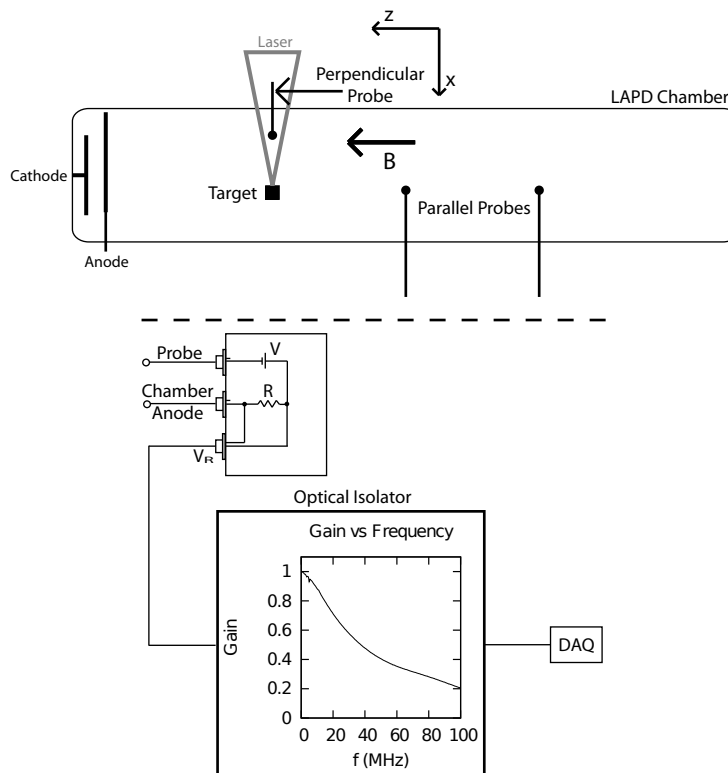 Laser
z
x
Perpendicular
Probe
LAPD Chamber
B
Cathode
Target
Parallel Probes
Anode
Probe
V
Chamber
Anode
R
V_R
Optical Isolator
Gain vs Frequency
Gain
1
0.8
0.6
0.4
0.2
0
0 20 40 60 80 100
f (MHz)
DAQ